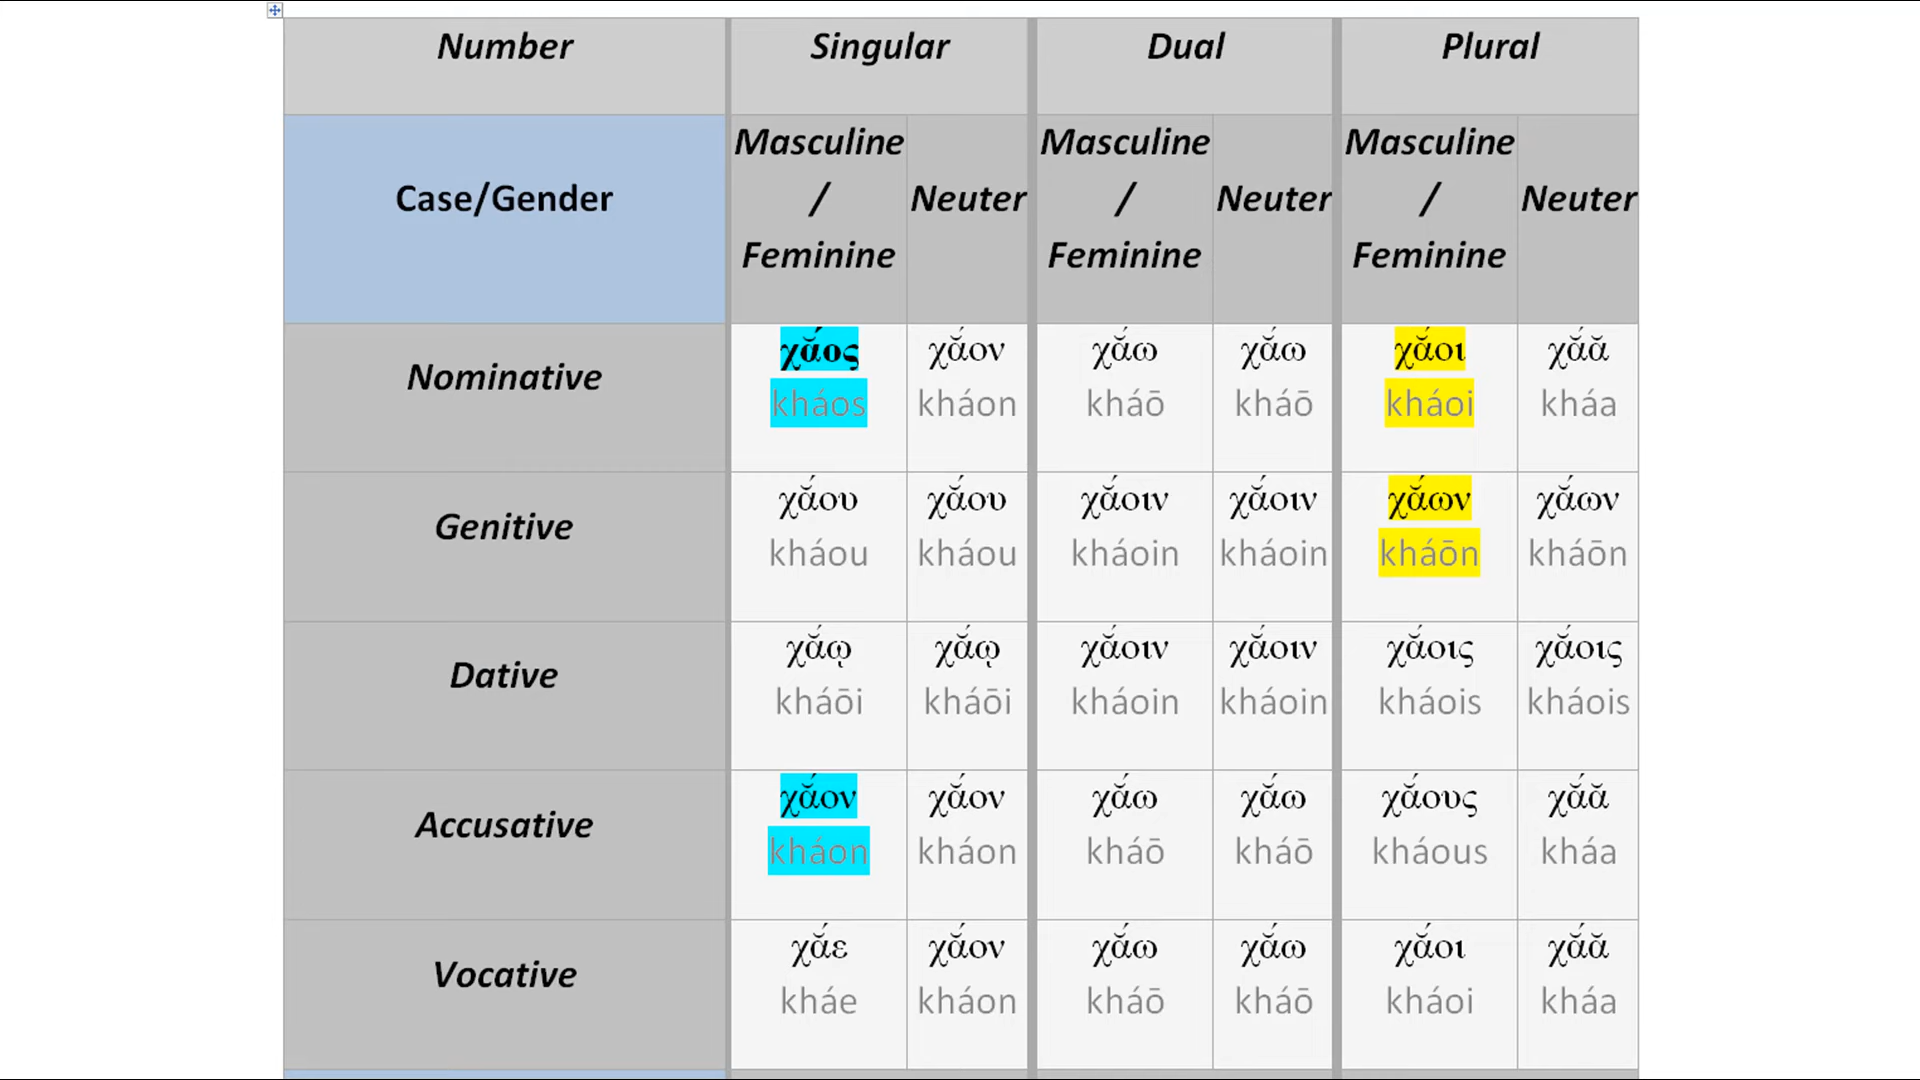 Number Singular Dual Plural
Case/Gender Masculine / Feminine Neuter Masculine / Feminine Neuter Masculine / Feminine Neuter
Nominative χᾰ́ος χᾰ́ον χᾰ́ω χᾰ́ω χᾰ́οι χᾰ́ᾰ
kháos kháon kháō kháō kháoi kháa
Genitive χᾰ́ου χᾰ́ου χᾰ́οιν χᾰ́οιν χᾰ́ων χᾰ́ων
kháou kháou kháoin kháoin kháōn kháōn
Dative χᾰ́ῳ χᾰ́ῳ χᾰ́οιν χᾰ́οιν χᾰ́οις χᾰ́οις
kháōi kháōi kháoin kháoin kháois kháois
Accusative χᾰ́ον χᾰ́ον χᾰ́ω χᾰ́ω χᾰ́ους χᾰ́ᾰ
kháon kháon kháō kháō kháous kháa
Vocative χᾰ́ε χᾰ́ον χᾰ́ω χᾰ́ω χᾰ́οι χᾰ́ᾰ
kháe kháon kháō kháō kháoi kháa